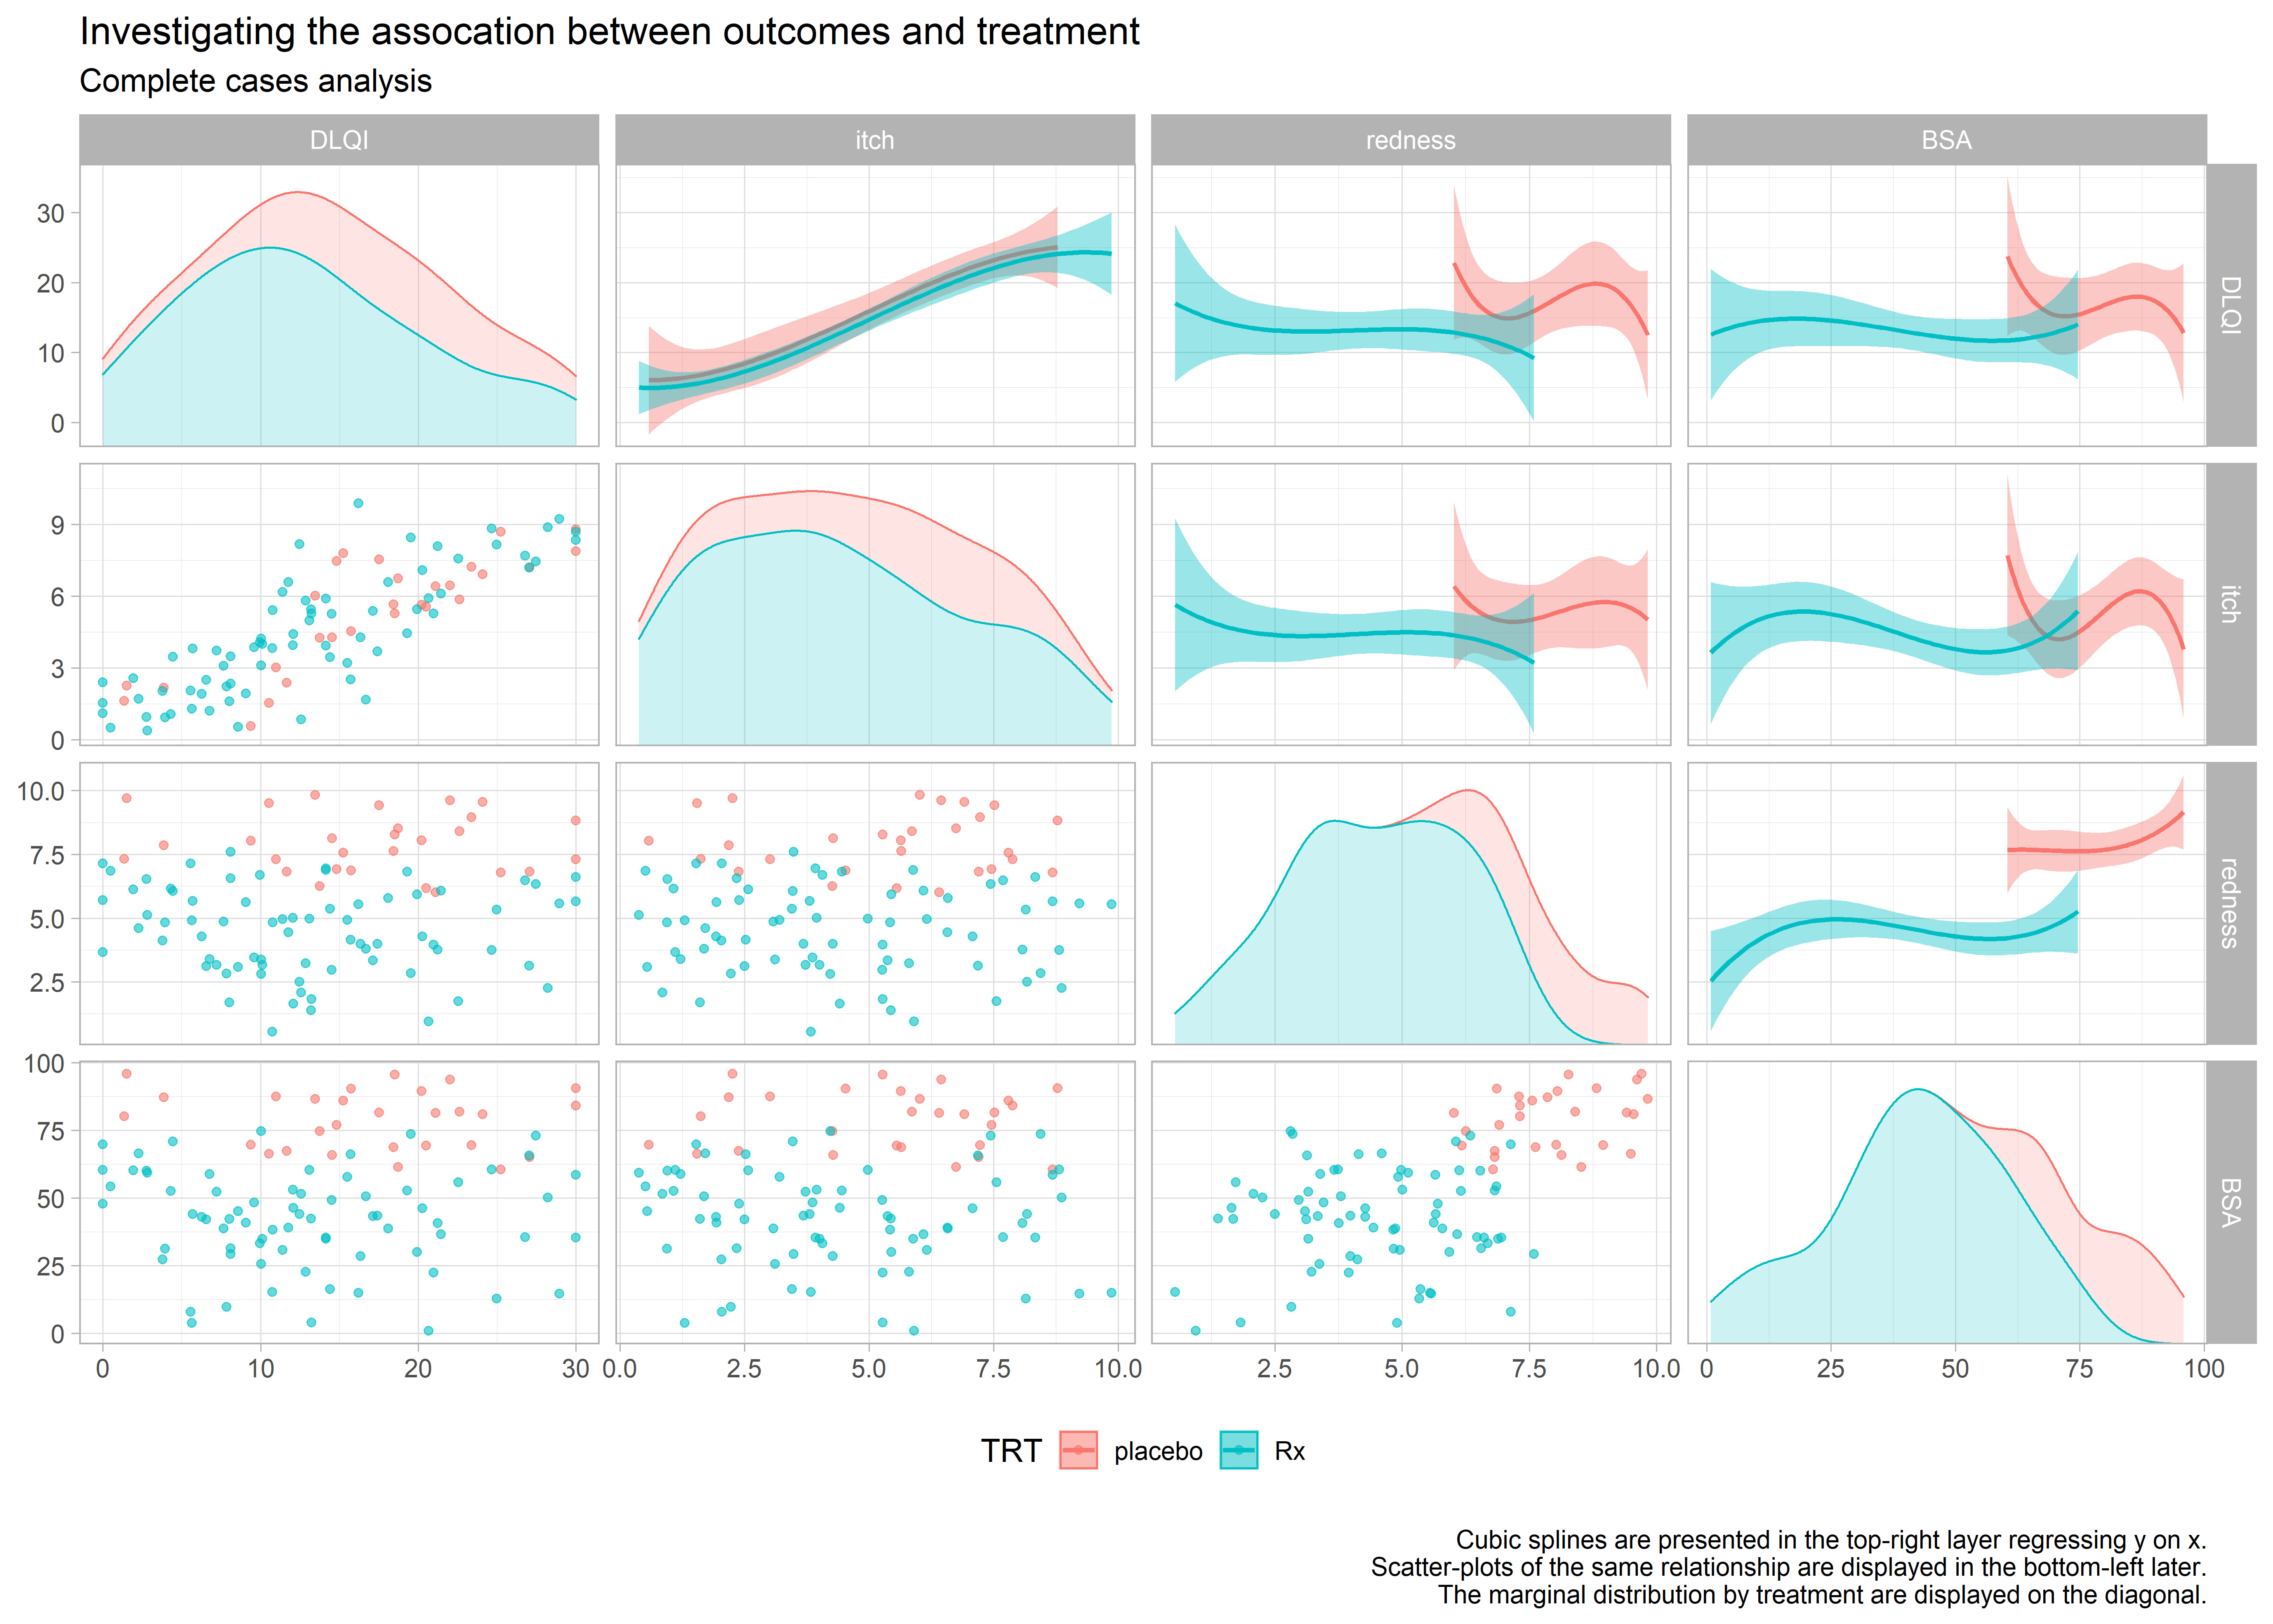 Investigating the assocation between outcomes and treatment
Complete cases analysis
DLQI itch redness BSA
30
20
10
0
DLQI
9
6
3
0
itch
10.0
7.5
5.0
2.5
redness
100
75
50
25
0
BSA
0 10 20 30 0.0 2.5 5.0 7.5 10.0 2.5 5.0 7.5 10.0 0 25 50 75 100
TRT placebo Rx
Cubic splines are presented in the top-right layer regressing y on x.
Scatter-plots of the same relationship are displayed in the bottom-left later.
The marginal distribution by treatment are displayed on the diagonal.